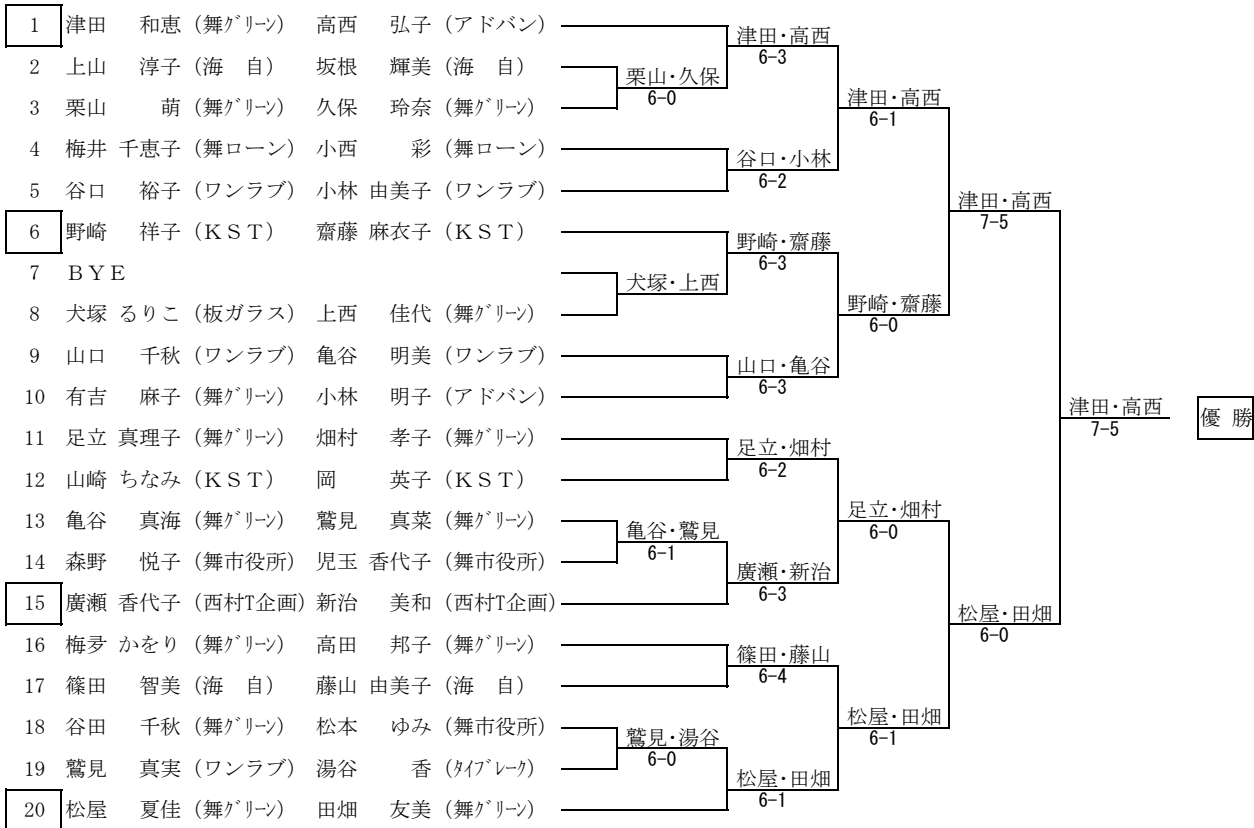 1 津田 和恵 (舞グリーン) 高西 弘子 (アドバン)
2 上山 淳子 (海 自) 坂根 輝美 (海 自)
3 栗山 萌 (舞グリーン) 久保 玲奈 (舞グリーン)
4 梅井 千恵子 (舞ローン) 小西 彩 (舞ローン)
5 谷口 裕子 (ワンラブ) 小林 由美子 (ワンラブ)
6 野崎 祥子 (KST) 齋藤 麻衣子 (KST)
7 BYE
8 犬塚 るりこ (板ガラス) 上西 佳代 (舞グリーン)
9 山口 千秋 (ワンラブ) 亀谷 明美 (ワンラブ)
10 有吉 麻子 (舞グリーン) 小林 明子 (アドバン)
11 足立 真理子 (舞グリーン) 畑村 孝子 (舞グリーン)
12 山崎 ちなみ (KST) 岡 英子 (KST)
13 亀谷 真海 (舞グリーン) 鷲見 真菜 (舞グリーン)
14 森野 悦子 (舞市役所) 児玉 香代子 (舞市役所)
15 廣瀬 香代子 (西村T企画) 新治 美和 (西村T企画)
16 梅夛 かをり (舞グリーン) 高田 邦子 (舞グリーン)
17 篠田 智美 (海 自) 藤山 由美子 (海 自)
18 谷田 千秋 (舞グリーン) 松本 ゆみ (舞市役所)
19 鷲見 真実 (ワンラブ) 湯谷 香 (タイブレーク)
20 松屋 夏佳 (舞グリーン) 田畑 友美 (舞グリーン)
栗山・久保
6-0
犬塚・上西
亀谷・鷲見
6-1
鷲見・湯谷
6-0
津田・高西
6-3
谷口・小林
6-2
野崎・齋藤
6-3
山口・亀谷
6-3
足立・畑村
6-2
廣瀬・新治
6-3
篠田・藤山
6-4
松屋・田畑
6-1
津田・高西
6-1
野崎・齋藤
6-0
足立・畑村
6-0
松屋・田畑
6-1
津田・高西
7-5
松屋・田畑
6-0
津田・高西
7-5
優 勝